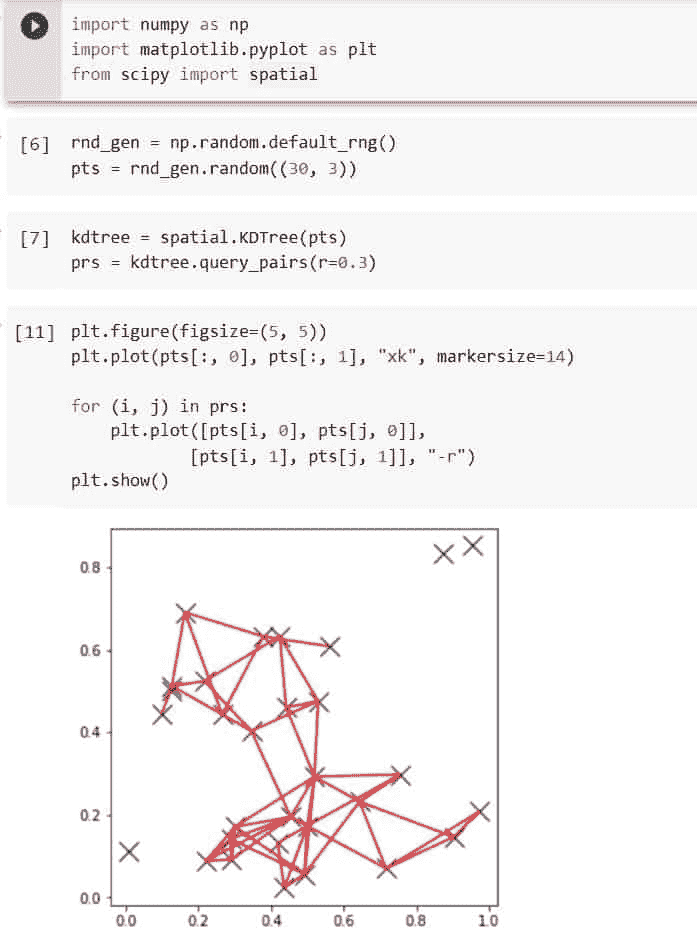 import numpy as np
import matplotlib.pyplot as plt
from scipy import spatial
[6] rnd_gen = np.random.default_rng()
pts = rnd_gen.random((30, 3))
[7] kdtree = spatial.KDTree(pts)
prs = kdtree.query_pairs(r=0.3)
[11] plt.figure(figsize=(5, 5))
plt.plot(pts[:, 0], pts[:, 1], "xk", markersize=14)
for (i, j) in prs:
    plt.plot([pts[i, 0], pts[j, 0]],
            [pts[i, 1], pts[j, 1]], "-r")
plt.show()
0.8
0.6
0.4
0.2
0.0
0.0 0.2 0.4 0.6 0.8 1.0